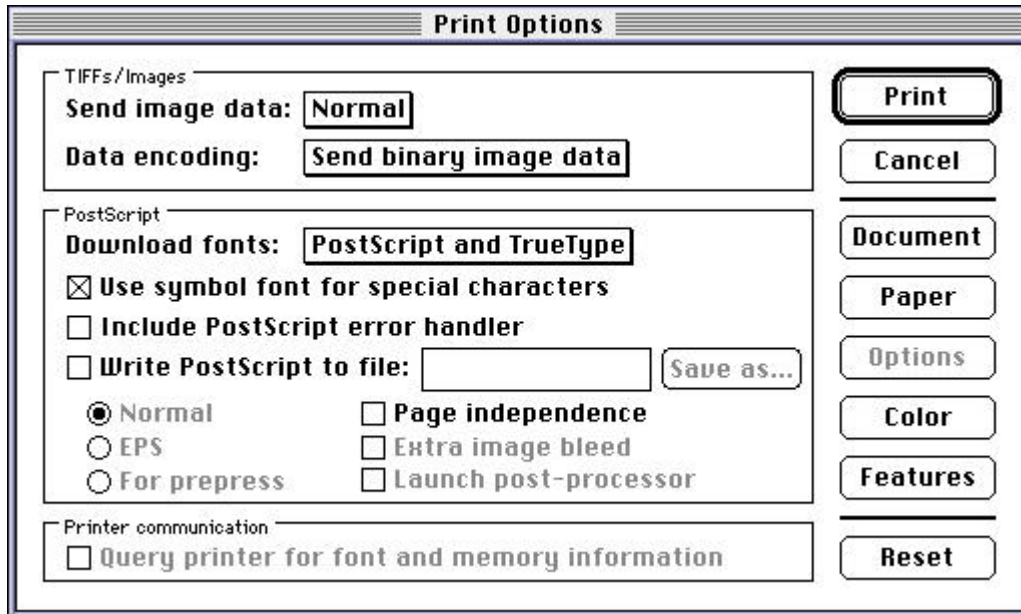 Print Options
TIFFs/Images
Send image data: Normal
Data encoding: Send binary image data
PostScript
Download fonts: PostScript and TrueType
Use symbol font for special characters
Include PostScript error handler
Write PostScript to file: Save as...
Normal Page independence
EPS Extra image bleed
For prepress Launch post-processor
Printer communication
Query printer for font and memory information
Print
Cancel
Document
Paper
Options
Color
Features
Reset